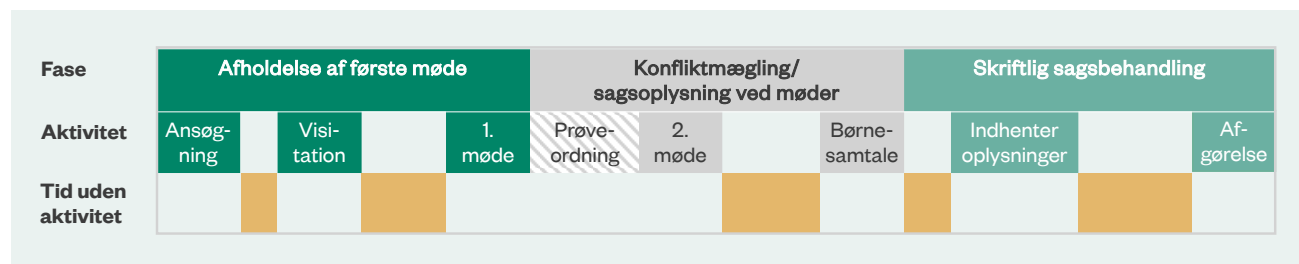 Fase
Afholdelse af første møde
Konfliktmægling/
sagsoplysning ved møder
Skriftlig sagsbehandling
Aktivitet
Ansøg-
ning
Visi-
tation
1.
møde
Prøve-
ordning
2.
møde
Børne-
samtale
Indhenter
oplysninger
Af-
gørelse
Tid uden
aktivitet